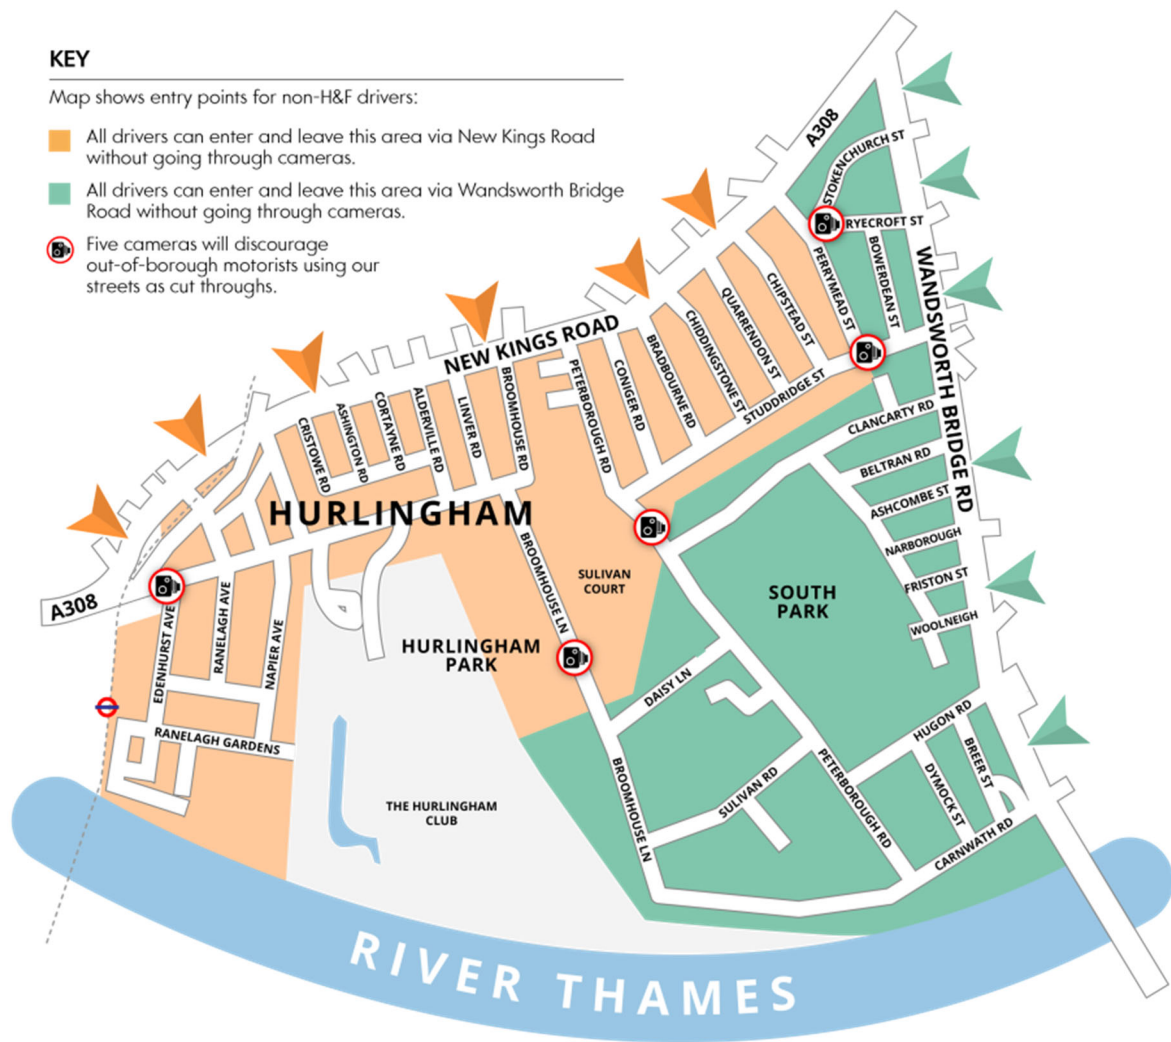 KEY
Map shows entry points for non-H&F drivers:
All drivers can enter and leave this area via New Kings Road
without going through cameras.
All drivers can enter and leave this area via Wandsworth Bridge
Road without going through cameras.
Five cameras will discourage
out-of-borough motorists using our
streets as cut throughs.
A308
STOKENCHURCH ST
RYECROFT ST
BOWERDEAN ST
PERRYMEAD ST
WANDSWORTH BRIDGE RD
CHIPSTEAD ST
QUARRENDON ST
CHIDDINGSTONE ST
BRADBOURNE RD
CONIGER RD
PETERBOROUGH RD
STUDDRIDGE ST
NEW KINGS ROAD
BROOMHOUSE RD
LINVER RD
ALDERVILLE RD
CORTAYNE RD
ASHINGTON RD
CRISTOWE RD
CLANCARTY RD
BELTRAN RD
ASHCOMBE ST
NARBOROUGH
FRISTON ST
WOOLNEIGH
HURLINGHAM
BROOMHOUSE LN
SULIVAN
COURT
SOUTH
PARK
A308
EDENHURST AVE
RANELAGH AVE
NAPIER AVE
HURLINGHAM
PARK
DAISY LN
RANELAGH GARDENS
HUGON RD
BREER ST
DYMOCK ST
PETERBOROUGH RD
SULIVAN RD
BROOMHOUSE LN
CARNWATH RD
THE HURLINGHAM
CLUB
RIVER THAMES